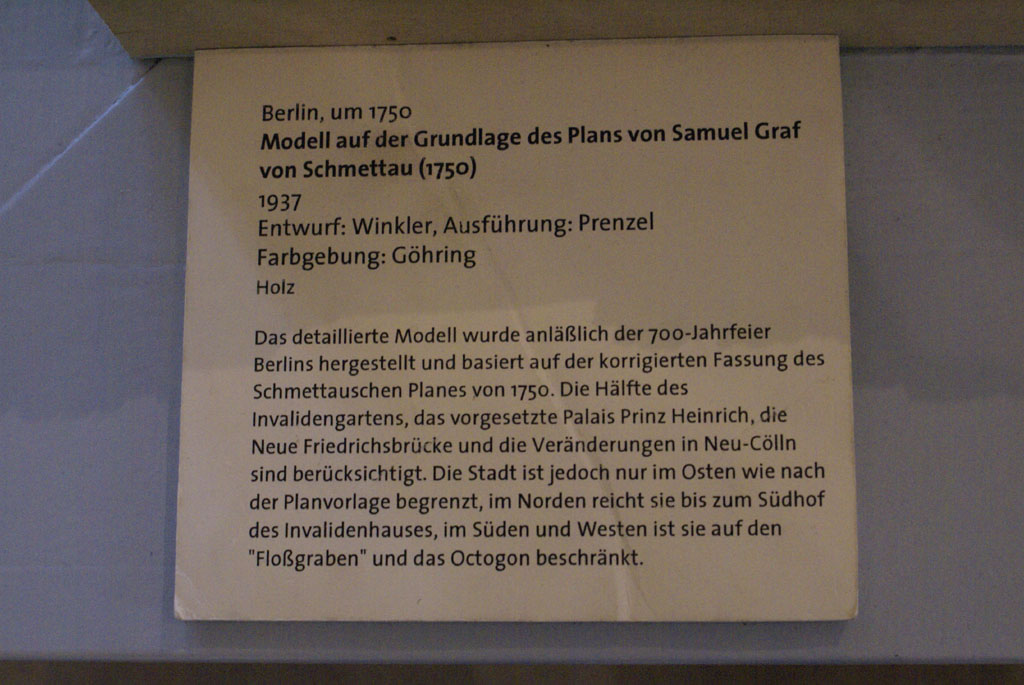 Berlin, um 1750
Modell auf der Grundlage des Plans von Samuel Graf
von Schmettau (1750)
1937
Entwurf: Winkler, Ausführung: Prenzel
Farbgebung: Göhring
Holz
Das detaillierte Modell wurde anläßlich der 700-Jahrfeier
Berlins hergestellt und basiert auf der korrigierten Fassung des
Schmettauschen Planes von 1750. Die Hälfte des
Invalidengartens, das vorgesetzte Palais Prinz Heinrich, die
Neue Friedrichsbrücke und die Veränderungen in Neu-Cölln
sind berücksichtigt. Die Stadt ist jedoch nur im Osten wie nach
der Planvorlage begrenzt, im Norden reicht sie bis zum Südhof
des Invalidenhauses, im Süden und Westen ist sie auf den
"Floßgraben" und das Octogon beschränkt.